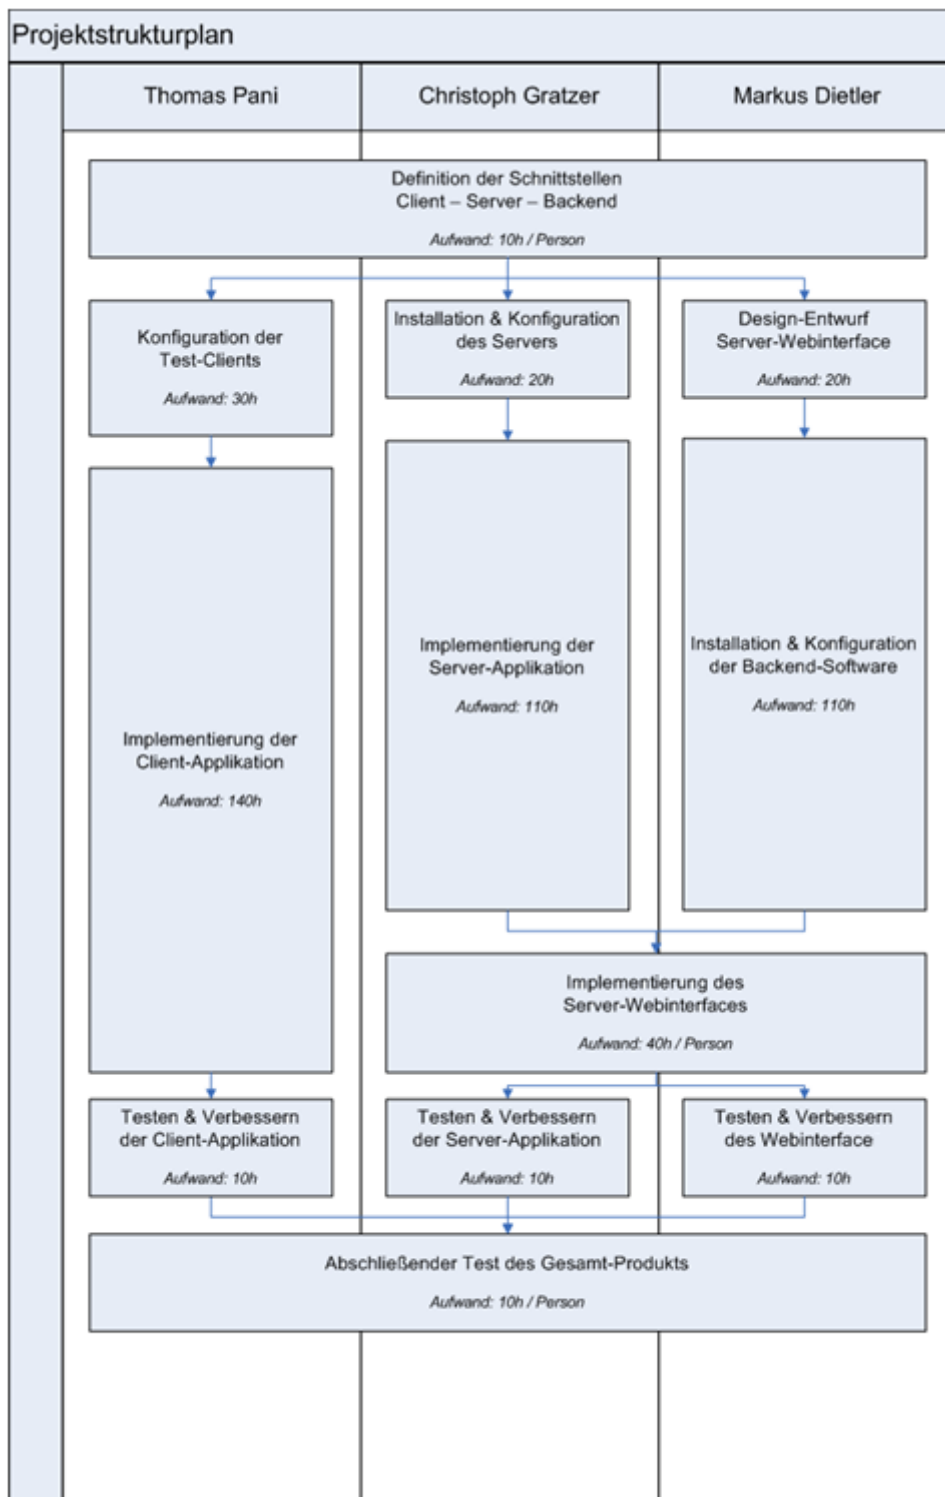 Projektstrukturplan
Thomas Pani
Christoph Gratzer
Markus Dietler
Definition der Schnittstellen
Client – Server – Backend
Aufwand: 10h / Person
Konfiguration der
Test-Clients
Aufwand: 30h
Installation & Konfiguration
des Servers
Aufwand: 20h
Design-Entwurf
Server-Webinterface
Aufwand: 20h
Implementierung der
Client-Applikation
Aufwand: 140h
Implementierung der
Server-Applikation
Aufwand: 110h
Installation & Konfiguration
der Backend-Software
Aufwand: 110h
Implementierung des
Server-Webinterfaces
Aufwand: 40h / Person
Testen & Verbessern
der Client-Applikation
Aufwand: 10h
Testen & Verbessern
der Server-Applikation
Aufwand: 10h
Testen & Verbessern
des Webinterface
Aufwand: 10h
Abschließender Test des Gesamt-Produkts
Aufwand: 10h / Person